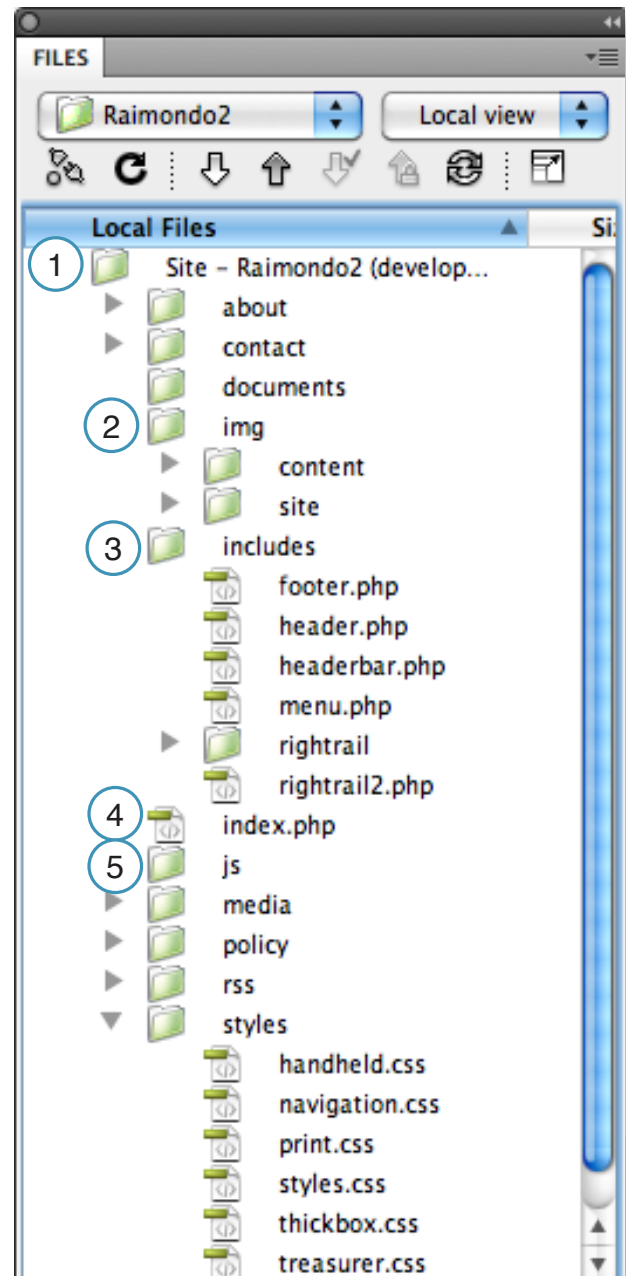 FILES
Raimondo2 Local view
Local Files Si
1 Site – Raimondo2 (develop...
about
contact
documents
2 img
content
site
3 includes
footer.php
header.php
headerbar.php
menu.php
rightrail
rightrail2.php
4 index.php
5 js
media
policy
rss
styles
handheld.css
navigation.css
print.css
styles.css
thickbox.css
treasurer.css